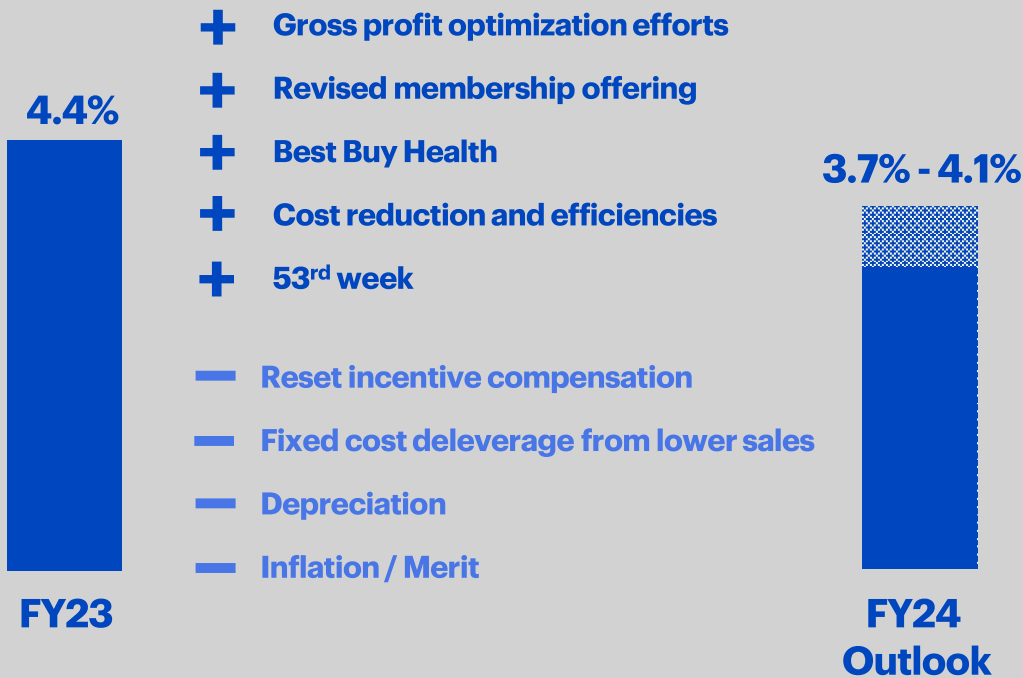 4.4%
+ Gross profit optimization efforts
+ Revised membership offering
+ Best Buy Health
+ Cost reduction and efficiencies
+ 53rd week
— Reset incentive compensation
— Fixed cost deleverage from lower sales
— Depreciation
— Inflation / Merit
FY23
3.7% - 4.1%
FY24
Outlook